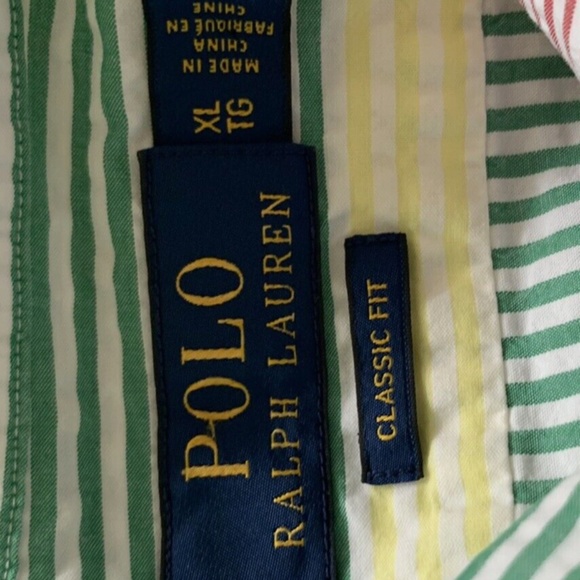 POLO
RALPH LAUREN
CLASSIC FIT
XL
TG
MADE IN
CHINA
FABRIQUÉ EN
CHINE